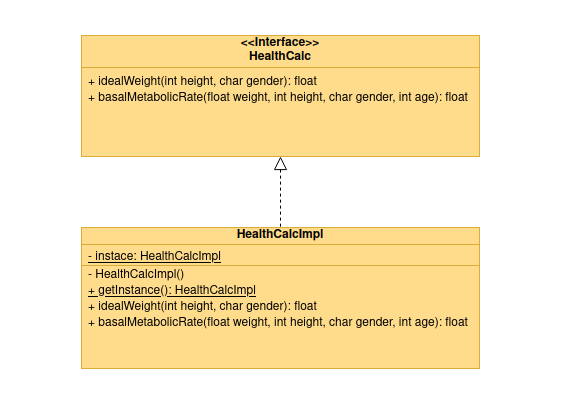 <<Interface>>
HealthCalc
+ idealWeight(int height, char gender): float
+ basalMetabolicRate(float weight, int height, char gender, int age): float
HealthCalcImpl
- instace: HealthCalcImpl
- HealthCalcImpl()
+ getInstance(): HealthCalcImpl
+ idealWeight(int height, char gender): float
+ basalMetabolicRate(float weight, int height, char gender, int age): float